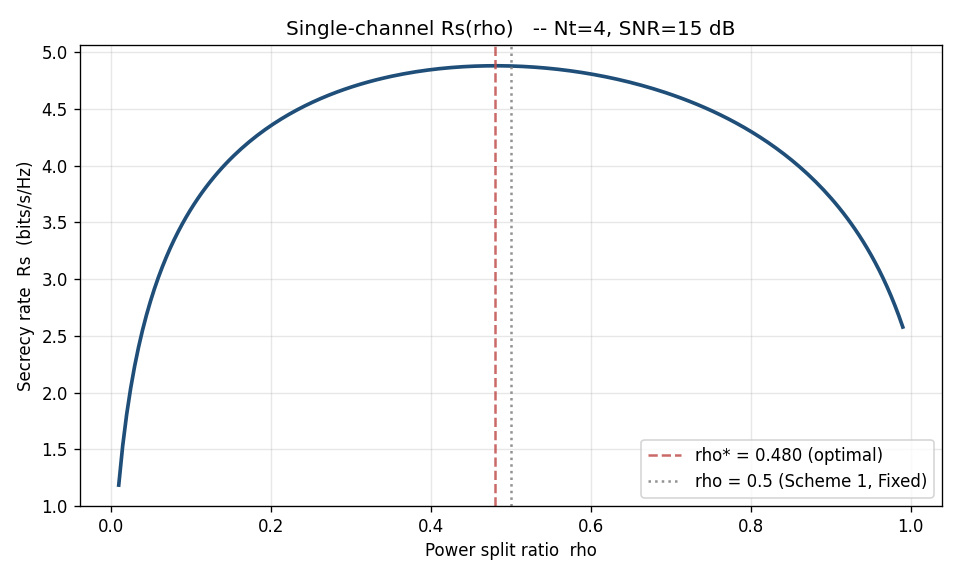 Single-channel Rs(rho)   -- Nt=4, SNR=15 dB
Secrecy rate  Rs  (bits/s/Hz)
5.0
4.5
4.0
3.5
3.0
2.5
2.0
1.5
1.0
rho* = 0.480 (optimal)
rho = 0.5 (Scheme 1, Fixed)
0.0 0.2 0.4 0.6 0.8 1.0
Power split ratio  rho